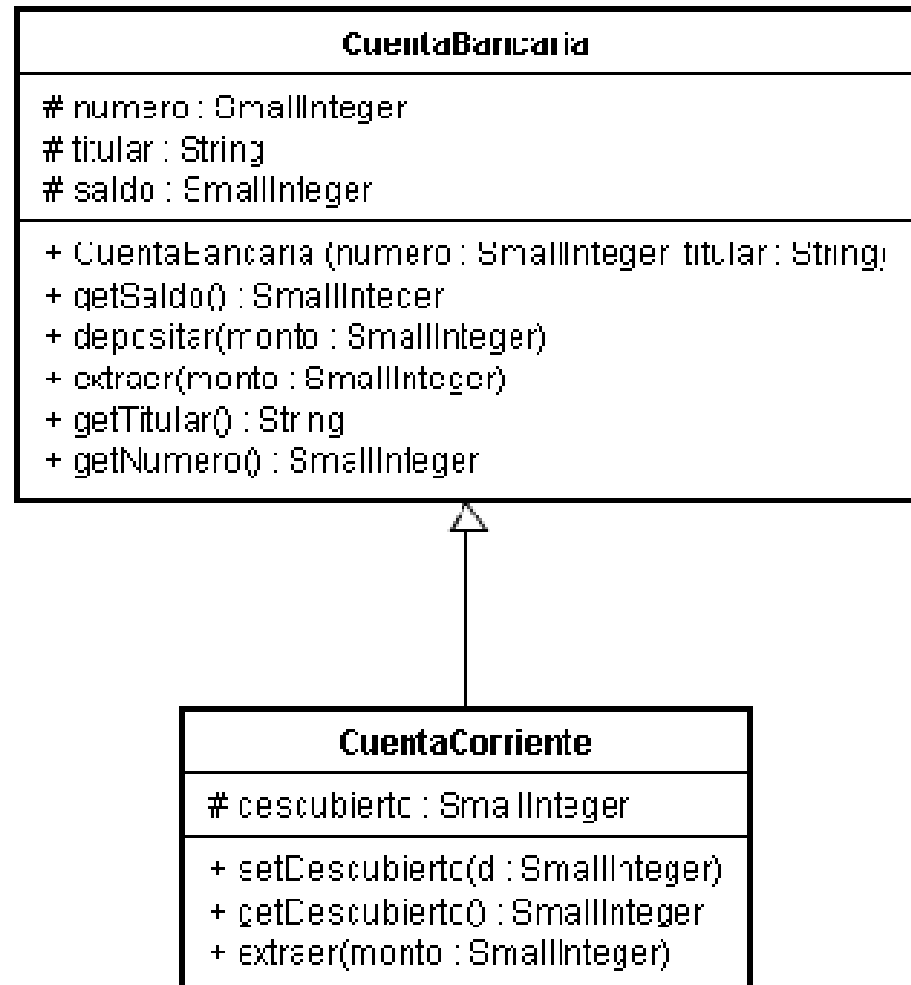 CuentaBancaria
# numero : SmallInteger
# titular : String
# saldo : SmallInteger
+ CuentaBancaria (numero : SmallInteger titular : String)
+ getSaldo() : SmallInteger
+ depositar(monto : SmallInteger)
+ extraer(monto : SmallInteger)
+ getTitular() : String
+ getNumero() : SmallInteger
CuentaCorriente
# descubierto : SmallInteger
+ setDescubierto(d : SmallInteger)
+ getDescubierto() : SmallInteger
+ extraer(monto : SmallInteger)